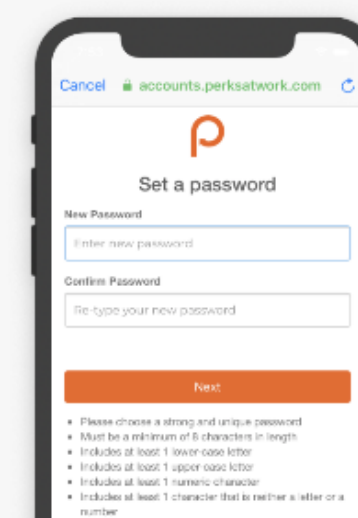 Cancel accounts.perksatwork.com
Set a password
New Password
Enter new password
Confirm Password
Re-type your new password
Next
Please choose a strong and unique password
Must be a minimum of 8 characters in length
Includes at least 1 lower-case letter
Includes at least 1 upper-case letter
Includes at least 1 numeric character
Includes at least 1 character that is neither a letter or a
number